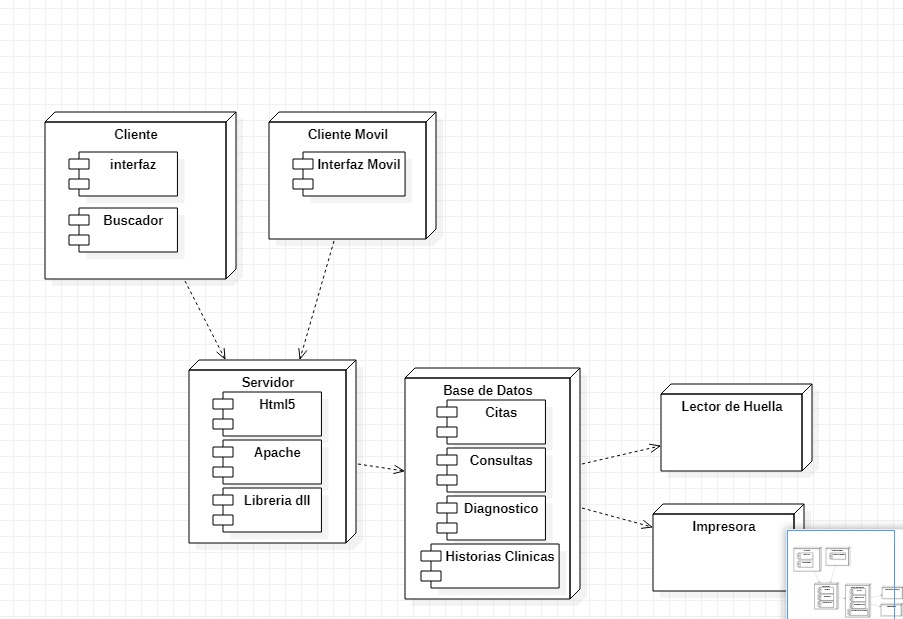 Cliente
interfaz
Buscador
Cliente Movil
Interfaz Movil
Servidor
Html5
Apache
Libreria dll
Base de Datos
Citas
Consultas
Diagnostico
Historias Clinicas
Lector de Huella
Impresora